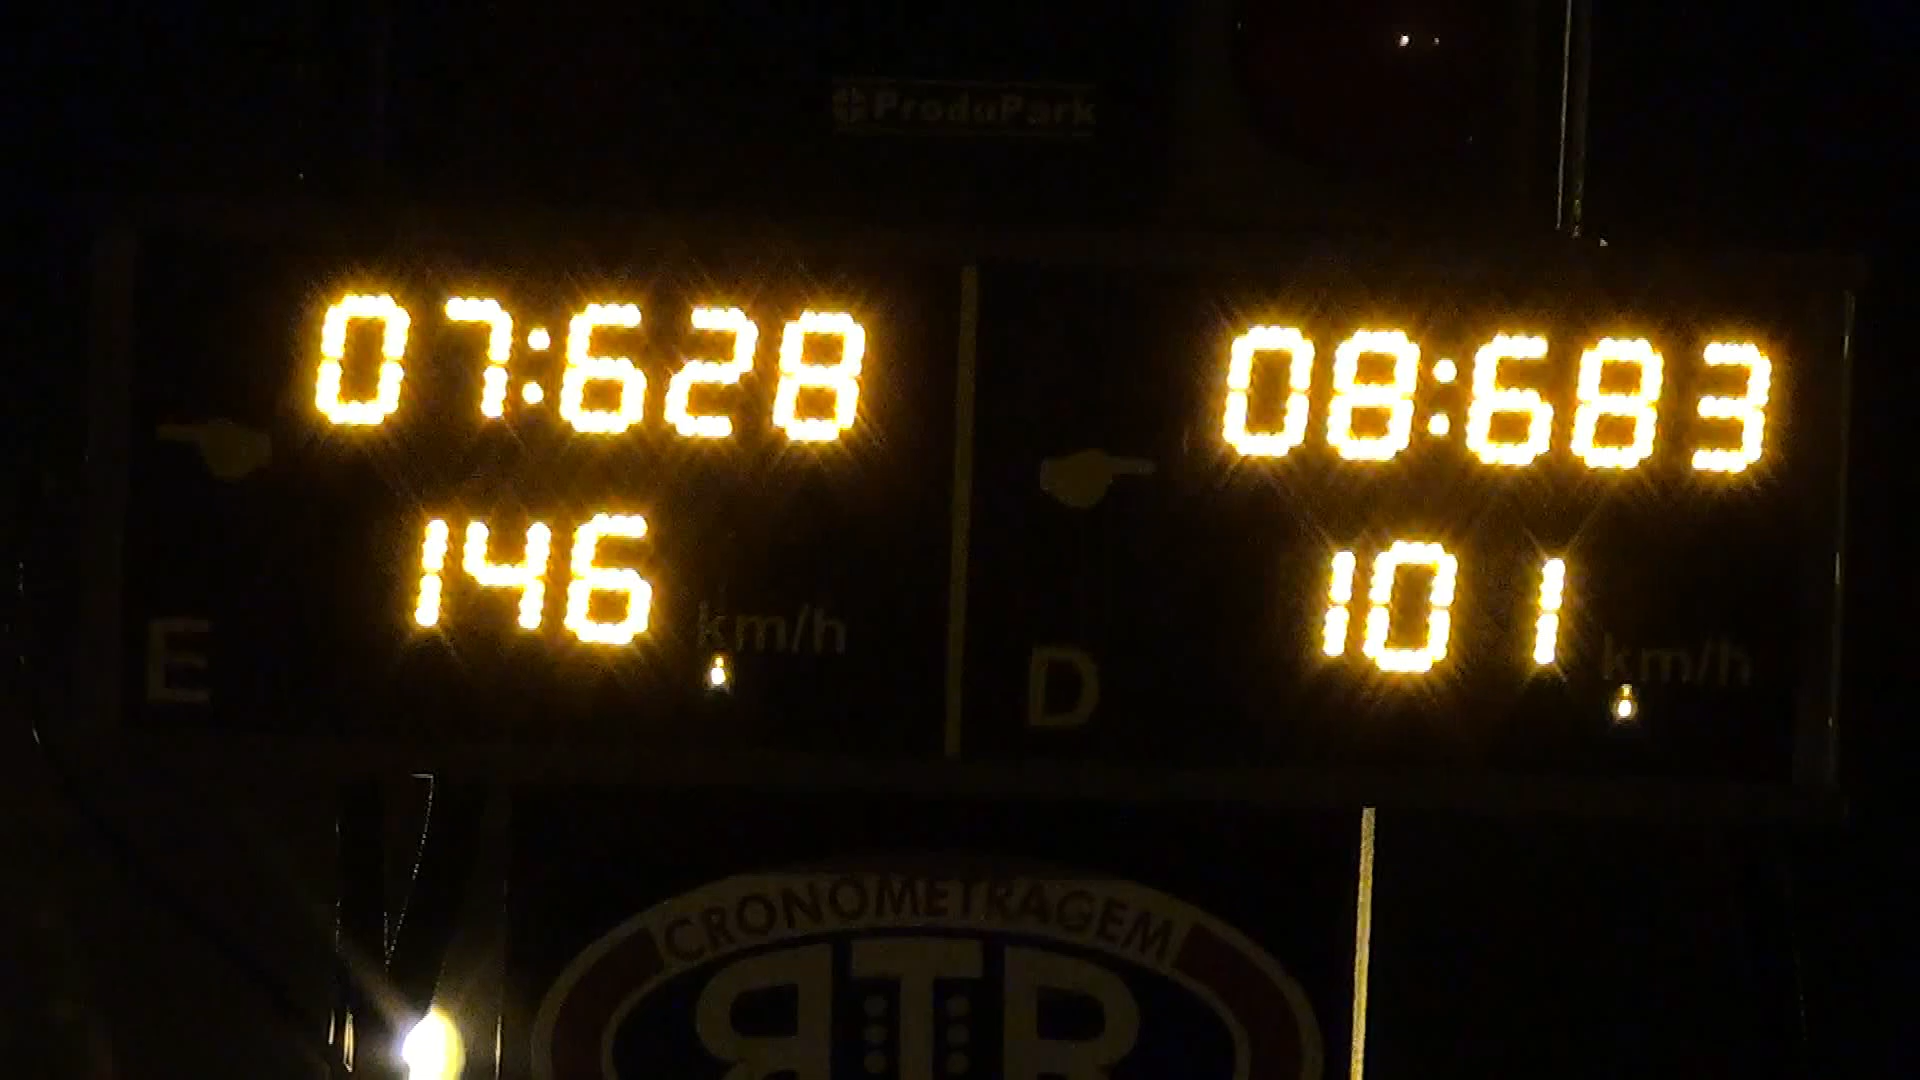 ProduPark
07:628
146 km/h
E
08:683
101 km/h
D
CRONOMETRAGEM
RTR